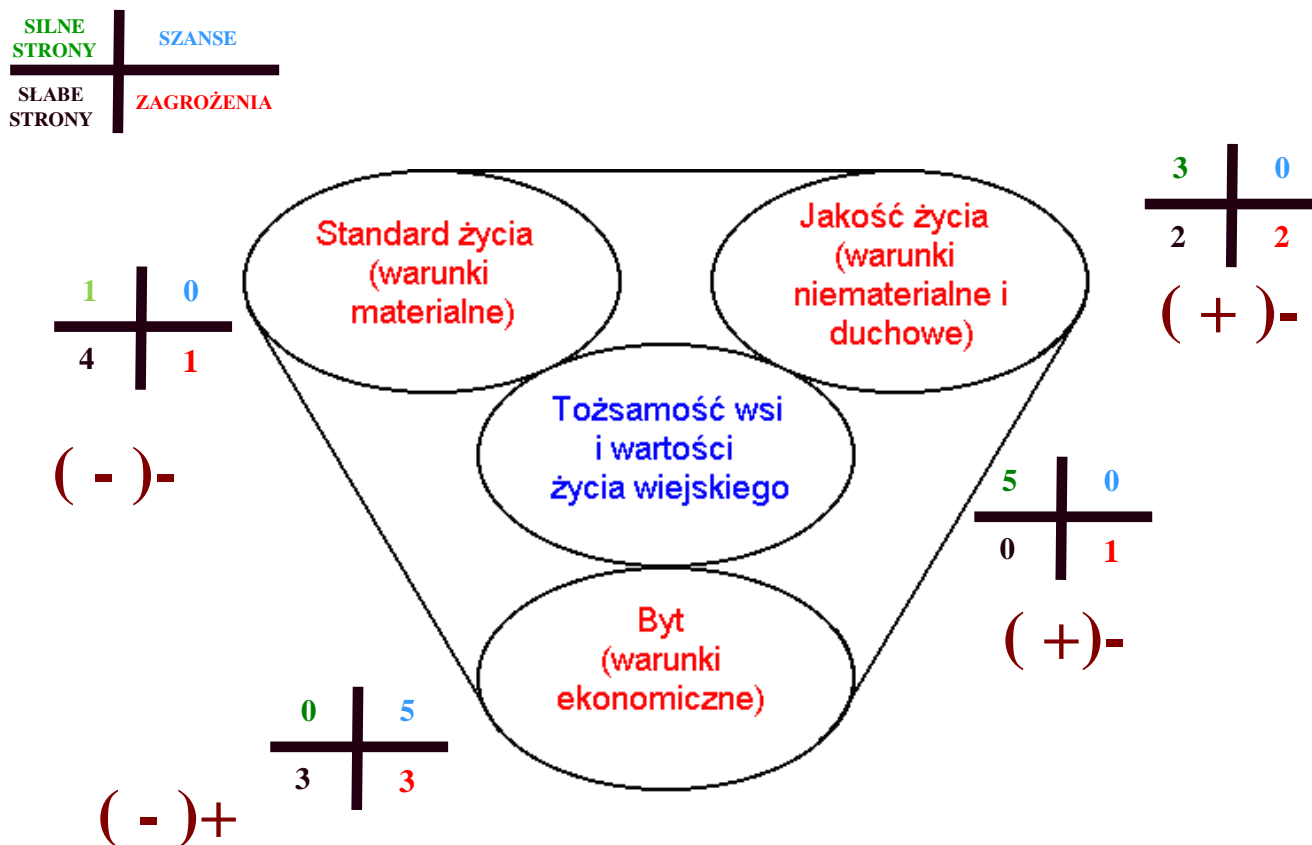 SILNE
STRONY
SZANSE
SŁABE
STRONY
ZAGROŻENIA
Standard życia
(warunki
materialne)
Jakość życia
(warunki
niematerialne i
duchowe)
3 0
2 2
( + )-
1 0
4 1
( - )-
Tożsamość wsi
i wartości
życia wiejskiego
5 0
0 1
( +)-
Byt
(warunki
ekonomiczne)
0 5
3 3
( - )+